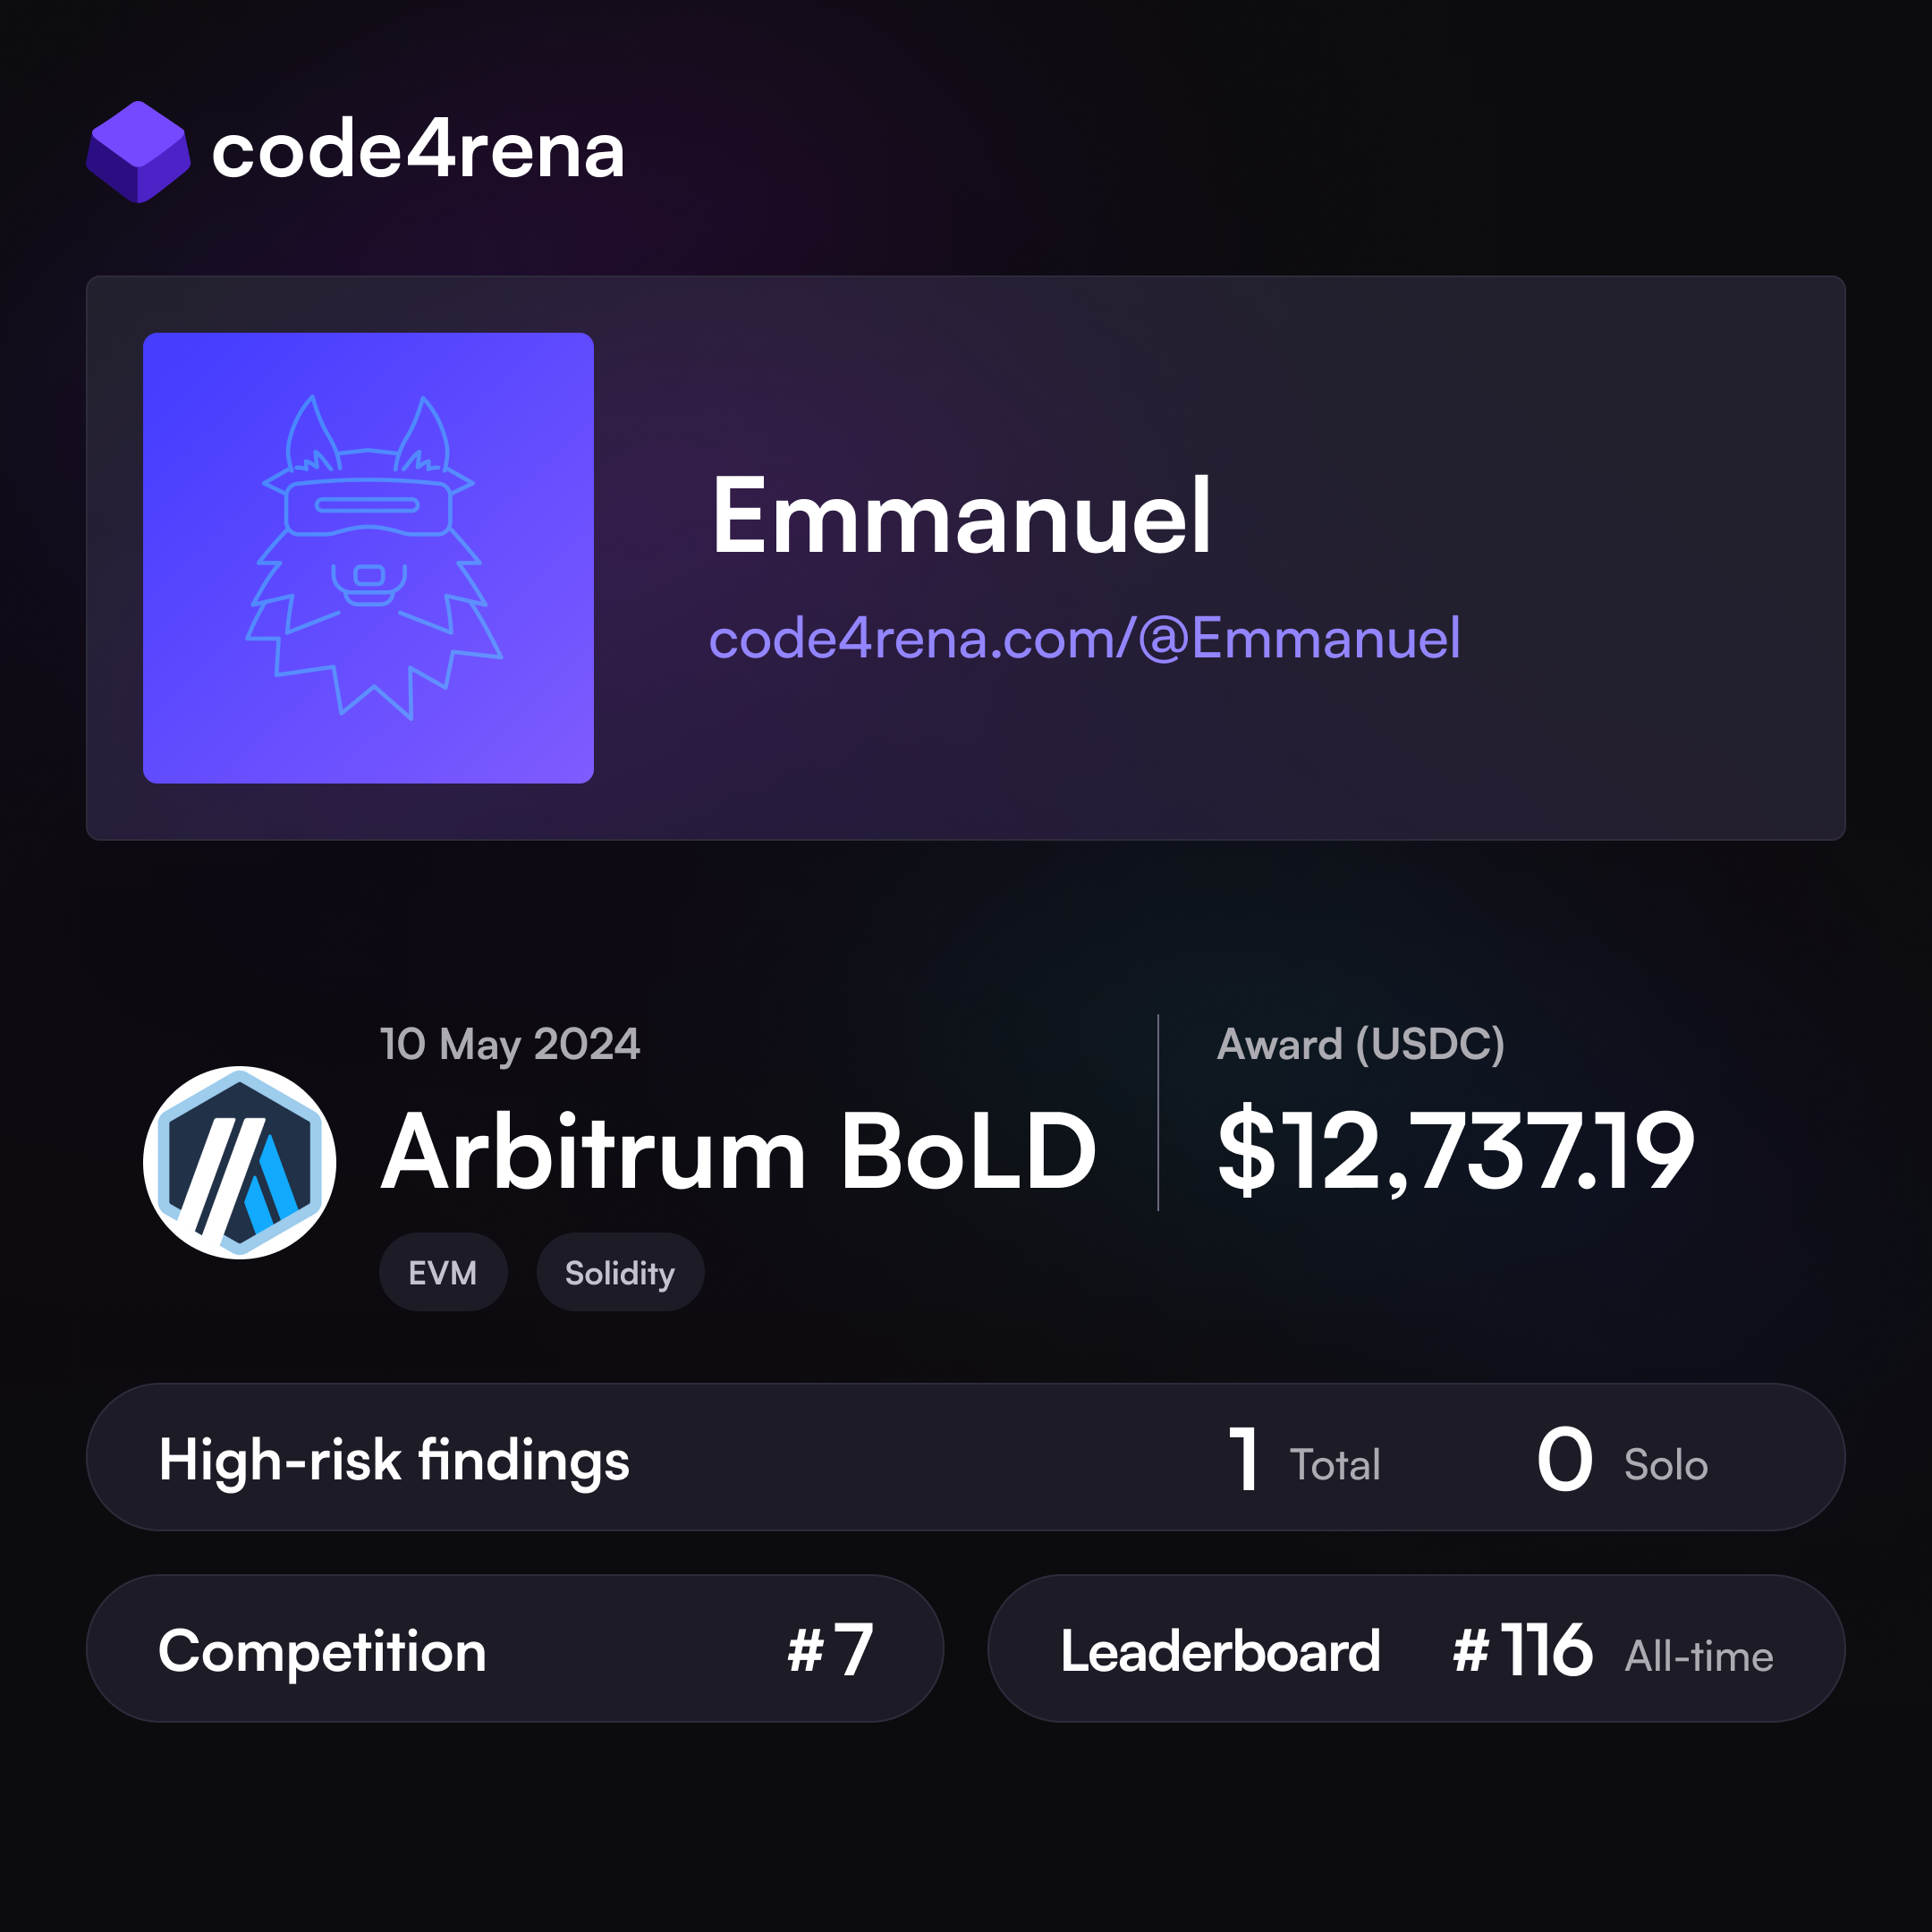 code4rena
Emmanuel
code4rena.com/@Emmanuel
10 May 2024
Arbitrum BoLD
EVM Solidity
Award (USDC)
$12,737.19
High-risk findings 1 Total 0 Solo
Competition #7
Leaderboard #116 All-time